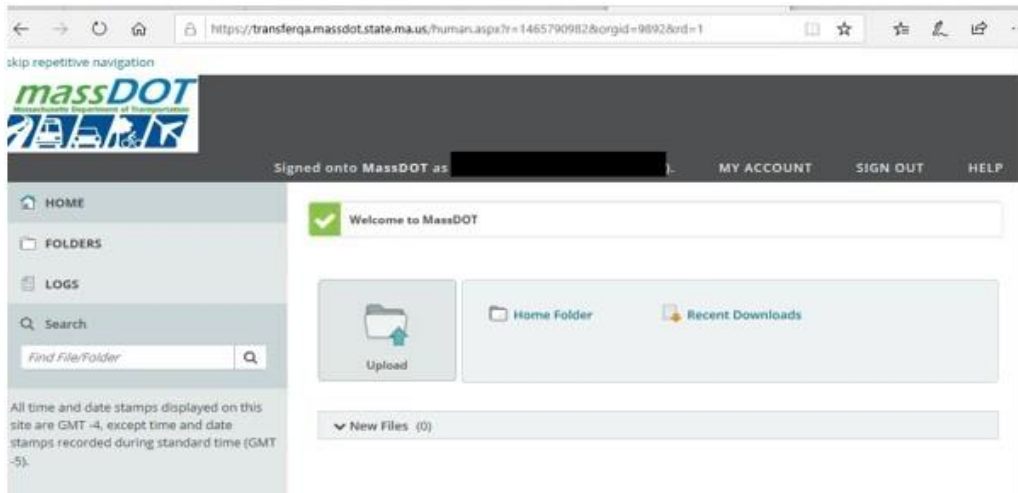 https://transferqa.massdot.state.ma.us/human.aspx?r=1465790982&orgid=9892&rd=1
skip repetitive navigation
massDOT
Massachusetts Department of Transportation
Signed onto MassDOT as ).
MY ACCOUNT
SIGN OUT
HELP
HOME
FOLDERS
LOGS
Search
Find File/Folder
All time and date stamps displayed on this
site are GMT -4, except time and date
stamps recorded during standard time (GMT
-5).
Welcome to MassDOT
Upload
Home Folder
Recent Downloads
New Files (0)